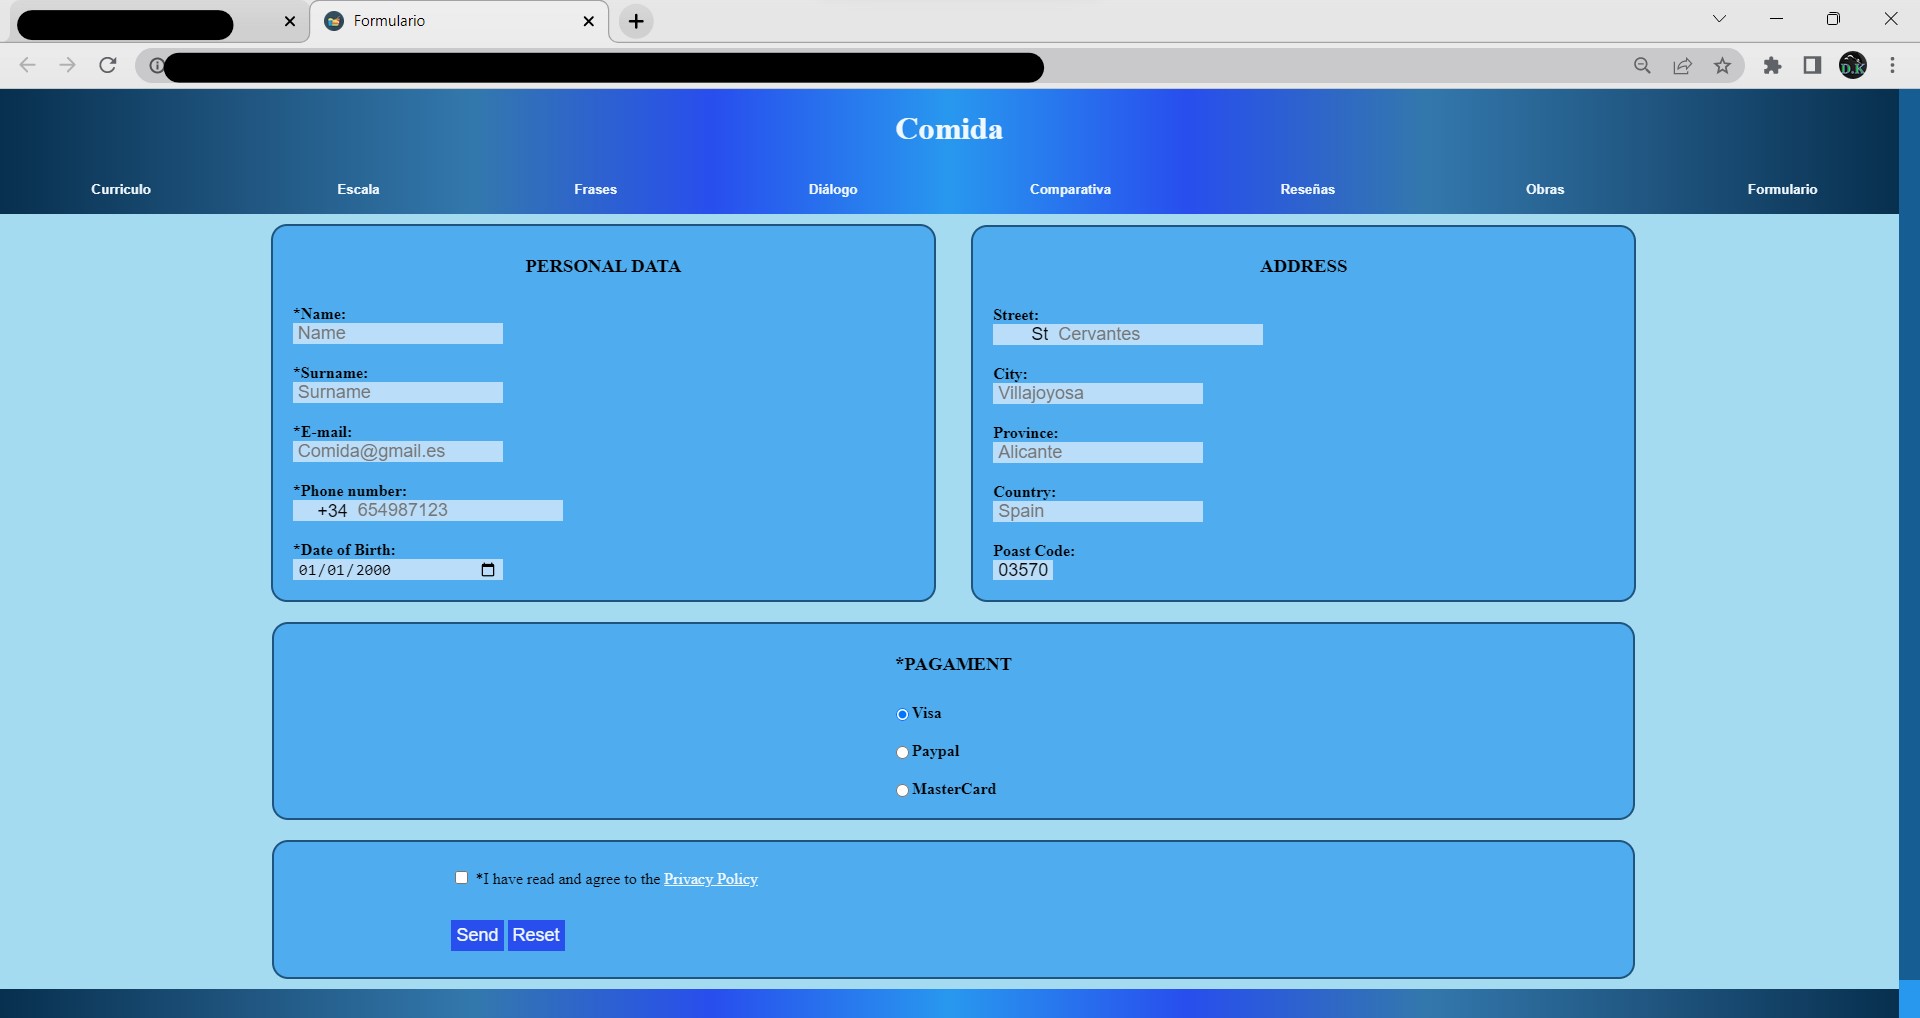 Formulario
D.K
Comida
Curriculo Escala Frases Diálogo Comparativa Reseñas Obras Formulario
PERSONAL DATA
*Name:
Name
*Surname:
Surname
*E-mail:
Comida@gmail.es
*Phone number:
+34 654987123
*Date of Birth:
01/01/2000
ADDRESS
Street:
St Cervantes
City:
Villajoyosa
Province:
Alicante
Country:
Spain
Poast Code:
03570
*PAGAMENT
Visa
Paypal
MasterCard
*I have read and agree to the Privacy Policy
Send Reset